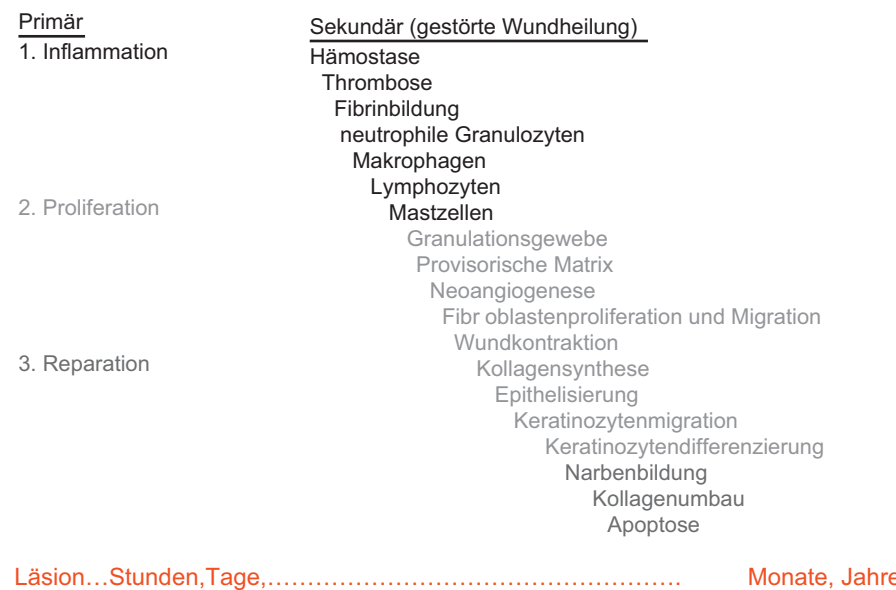 Primär
Sekundär (gestörte Wundheilung)
1. Inflammation
Hämostase
Thrombose
Fibrinbildung
neutrophile Granulozyten
Makrophagen
Lymphozyten
2. Proliferation
Mastzellen
Granulationsgewebe
Provisorische Matrix
Neoangiogenese
Fibr oblastenproliferation und Migration
Wundkontraktion
3. Reparation
Kollagensynthese
Epithelisierung
Keratinozytenmigration
Keratinozytendifferenzierung
Narbenbildung
Kollagenumbau
Apoptose
Läsion…Stunden,Tage,……………………………………………. Monate, Jahre